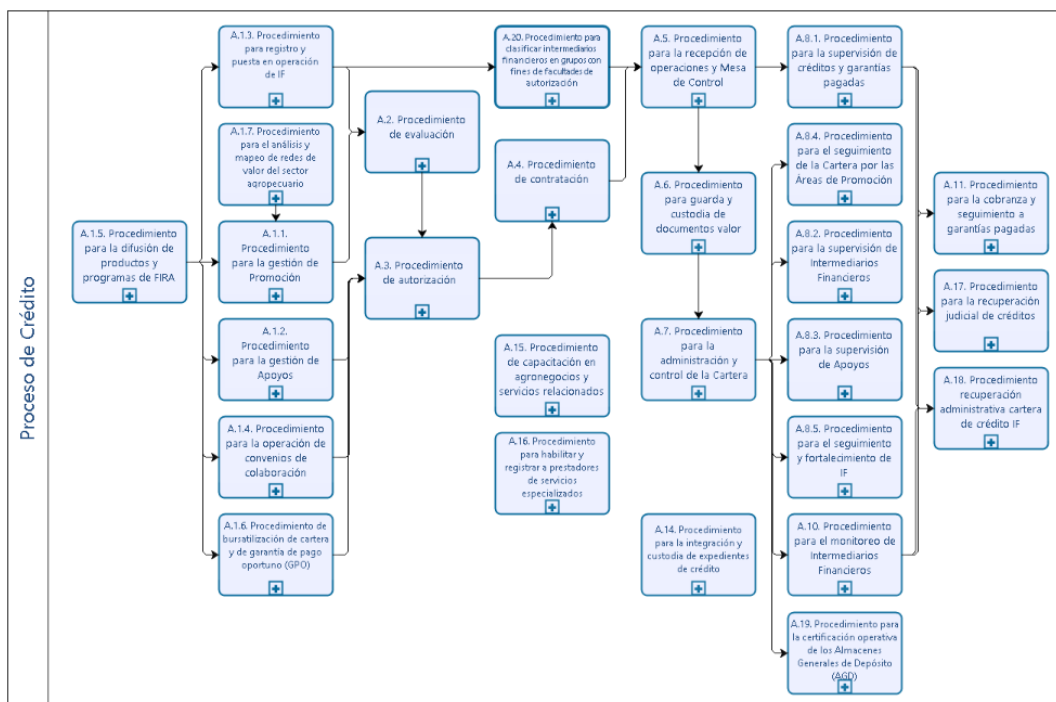 Proceso de Crédito
A.1.5. Procedimiento
para la difusión de
productos y
programas de FIRA
A.1.3. Procedimiento
para registro y
puesta en operación
de IF
A.1.7. Procedimiento
para el análisis y
mapeo de redes de
valor del sector
agropecuario
A.1.1.
Procedimiento
para la gestión de
Promoción
A.1.2.
Procedimiento
para la gestión de
Apoyos
A.1.4. Procedimiento
para la operación de
convenios de
colaboración
A.1.6. Procedimiento de
bursatilización de cartera
y de garantía de pago
oportuno (GPO)
A.2. Procedimiento
de evaluación
A.3. Procedimiento
de autorización
A.20. Procedimiento para
clasificar intermediarios
financieros en grupos con
fines de facultades de
autorización
A.4. Procedimiento
de contratación
A.15. Procedimiento
de capacitación en
agronegocios y
servicios relacionados
A.16. Procedimiento
para habilitar y
registrar a prestadores
de servicios
especializados
A.5. Procedimiento
para la recepción de
operaciones y Mesa
de Control
A.6. Procedimiento
para guarda y
custodia de
documentos valor
A.7. Procedimiento
para la
administración y
control de la Cartera
A.14. Procedimiento
para la integración y
custodia de expedientes
de crédito
A.8.1. Procedimiento
para la supervisión de
créditos y garantías
pagadas
A.8.4. Procedimiento
para el seguimiento
de la Cartera por las
Áreas de Promoción
A.8.2. Procedimiento
para la supervisión de
Intermediarios
Financieros
A.8.3. Procedimiento
para la supervisión
de Apoyos
A.8.5. Procedimiento
para el seguimiento
y fortalecimiento de
IF
A.10. Procedimiento
para el monitoreo de
Intermediarios
Financieros
A.19. Procedimiento para
la certificación operativa
de los Almacenes
Generales de Depósito
(AGD)
A.11. Procedimiento
para la cobranza y
seguimiento a
garantías pagadas
A.17. Procedimiento
para la recuperación
judicial de créditos
A.18. Procedimiento
recuperación
administrativa cartera
de crédito IF